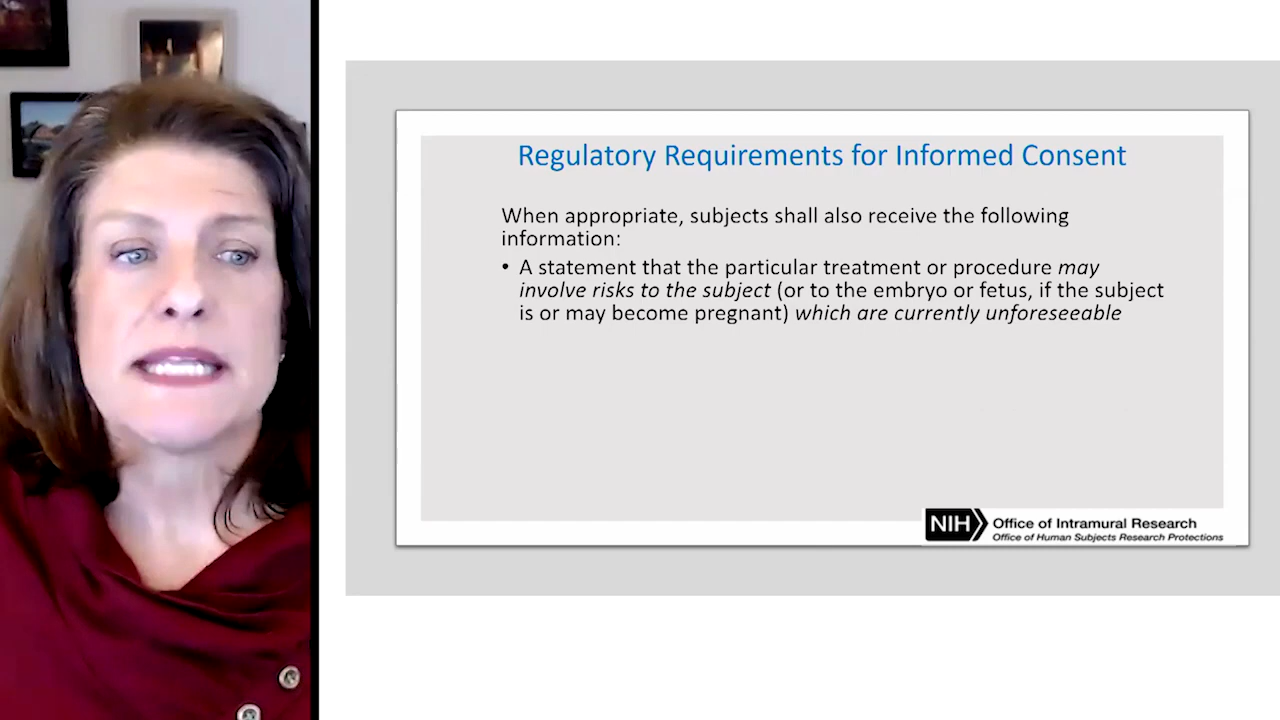 Regulatory Requirements for Informed Consent
When appropriate, subjects shall also receive the following
information:
• A statement that the particular treatment or procedure may
involve risks to the subject (or to the embryo or fetus, if the subject
is or may become pregnant) which are currently unforeseeable
NIH Office of Intramural Research
Office of Human Subjects Research Protections